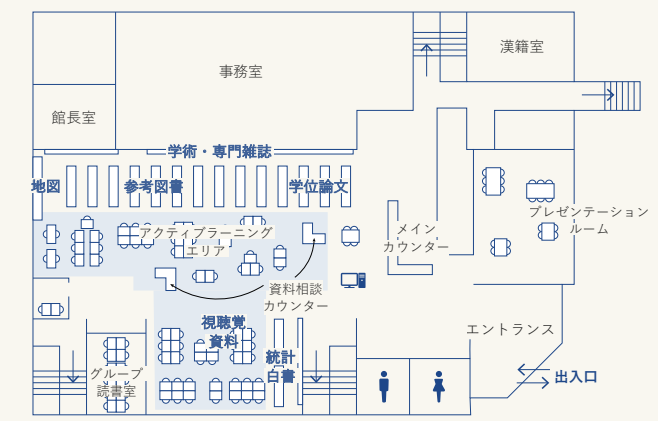 漢籍室
事務室
館長室
学術・専門雑誌
地図
参考図書
学位論文
プレゼンテーション
ルーム
アクティブラーニング
エリア
メイン
カウンター
資料相談
カウンター
視聴覚
資料
エントランス
統計
白書
グループ
読書室
出入口